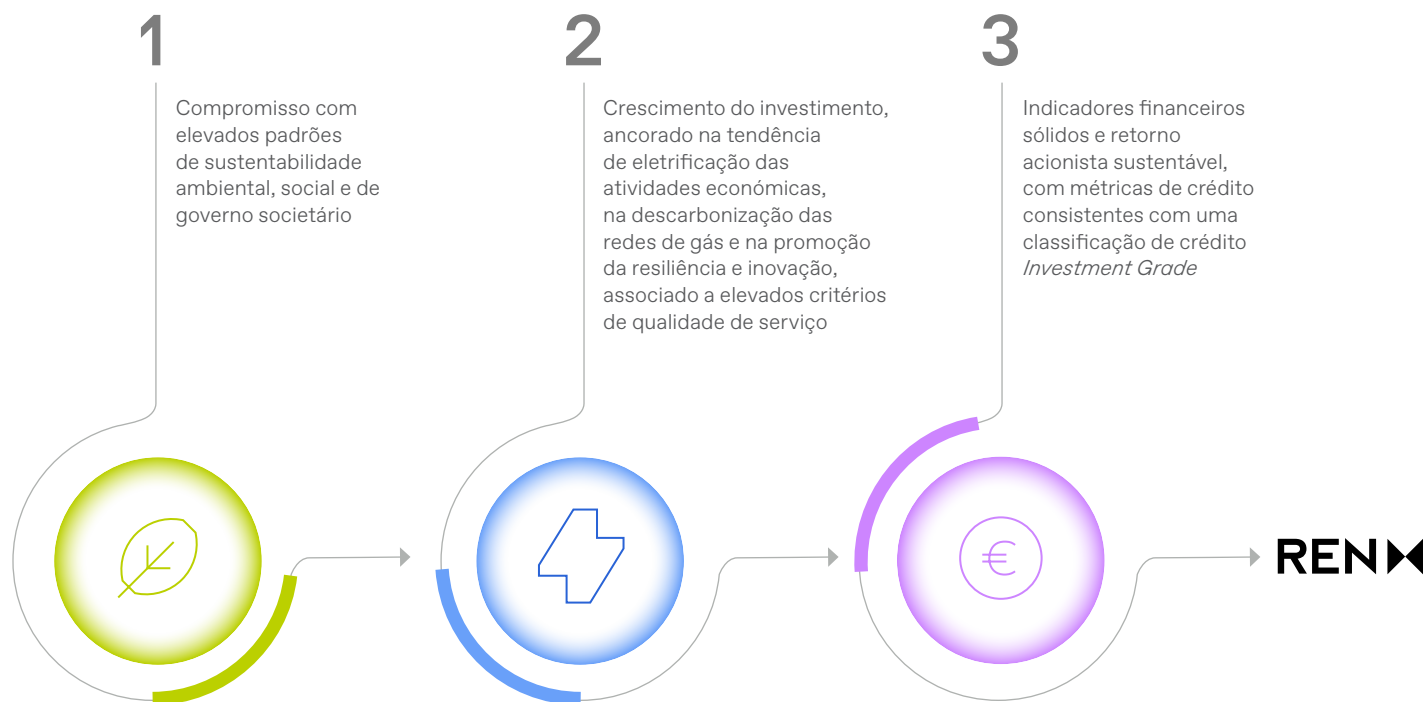 1
Compromisso com
elevados padrões
de sustentabilidade
ambiental, social e de
governo societário
2
Crescimento do investimento,
ancorado na tendência
de eletrificação das
atividades económicas,
na descarbonização das
redes de gás e na promoção
da resiliência e inovação,
associado a elevados critérios
de qualidade de serviço
3
Indicadores financeiros
sólidos e retorno
acionista sustentável,
com métricas de crédito
consistentes com uma
classificação de crédito
Investment Grade
€
REN